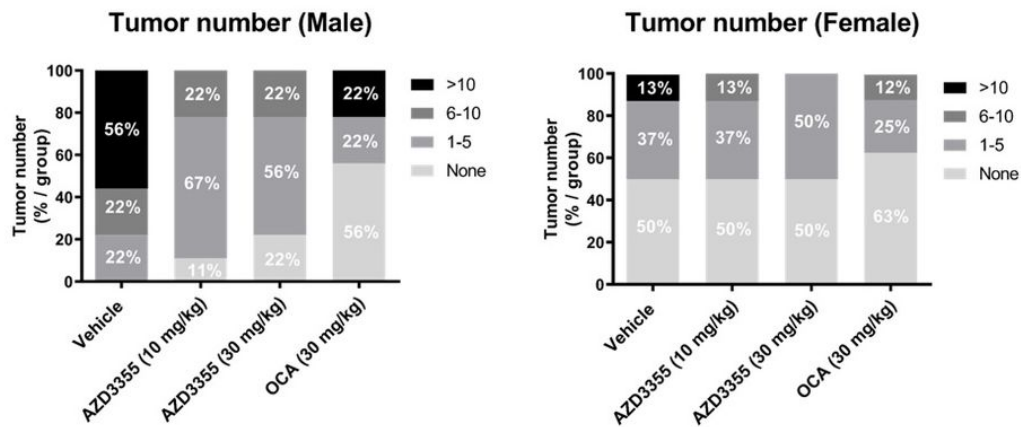 Tumor number (Male)
Tumor number
(% / group)
100
80
60
40
20
0
56%
22%
22%
22%
67%
11%
22%
56%
22%
22%
22%
56%
>10
6-10
1-5
None
Vehicle
AZD3355 (10 mg/kg)
AZD3355 (30 mg/kg)
OCA (30 mg/kg)
Tumor number (Female)
Tumor number
(% / group)
100
80
60
40
20
0
13%
37%
50%
13%
37%
50%
50%
50%
12%
25%
63%
>10
6-10
1-5
None
Vehicle
AZD3355 (10 mg/kg)
AZD3355 (30 mg/kg)
OCA (30 mg/kg)